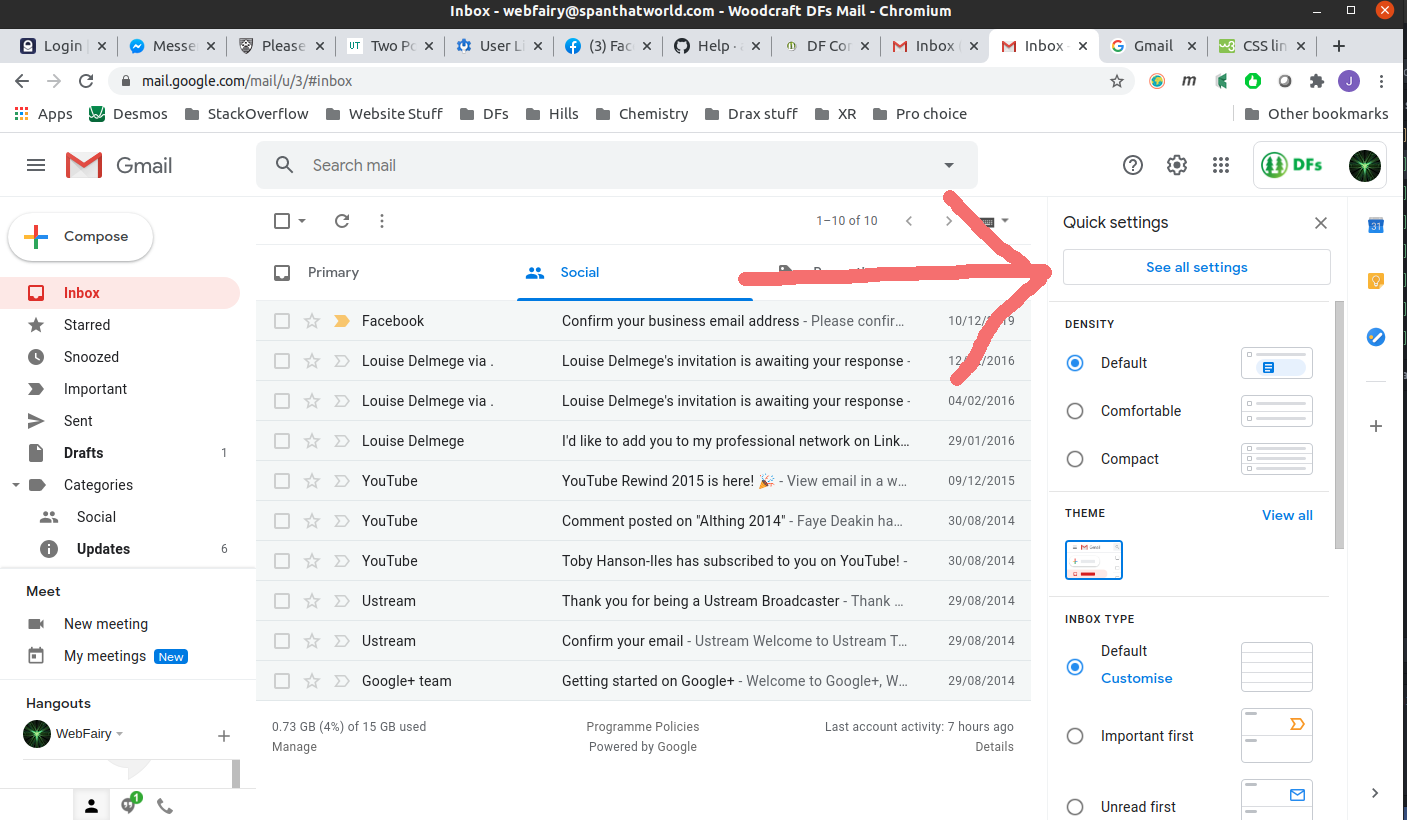 Inbox - webfairy@spanthatworld.com - Woodcraft DFs Mail - Chromium
Login
Messe
Please
UT Two Po
User Li
(3) Fac
Help ·
DF Co
Inbox (
Inbox -
Gmail
CSS lin
mail.google.com/mail/u/3/#inbox
m
J
Apps Desmos StackOverflow Website Stuff DFs Hills Chemistry Drax stuff XR Pro choice Other bookmarks
Gmail
Search mail
DFs
Compose
1–10 of 10
Inbox
Starred
Snoozed
Important
Sent
Drafts 1
Categories
Social
Updates 6
Meet
New meeting
My meetings New
Hangouts
WebFairy
1
Primary
Social
Facebook Confirm your business email address - Please confir…
Louise Delmege via . Louise Delmege's invitation is awaiting your response -
Louise Delmege via . Louise Delmege's invitation is awaiting your response - 04/02/2016
Louise Delmege I'd like to add you to my professional network on Link… 29/01/2016
YouTube YouTube Rewind 2015 is here! 🎉 - View email in a w… 09/12/2015
YouTube Comment posted on "Althing 2014" - Faye Deakin ha… 30/08/2014
YouTube Toby Hanson-Iles has subscribed to you on YouTube! - 30/08/2014
Ustream Thank you for being a Ustream Broadcaster - Thank … 29/08/2014
Ustream Confirm your email - Ustream Welcome to Ustream T… 29/08/2014
Google+ team Getting started on Google+ - Welcome to Google+, W… 29/08/2014
0.73 GB (4%) of 15 GB used
Manage
Programme Policies
Powered by Google
Last account activity: 7 hours ago
Details
Quick settings
See all settings
DENSITY
Default
Comfortable
Compact
THEME
View all
INBOX TYPE
Default
Customise
Important first
Unread first
31